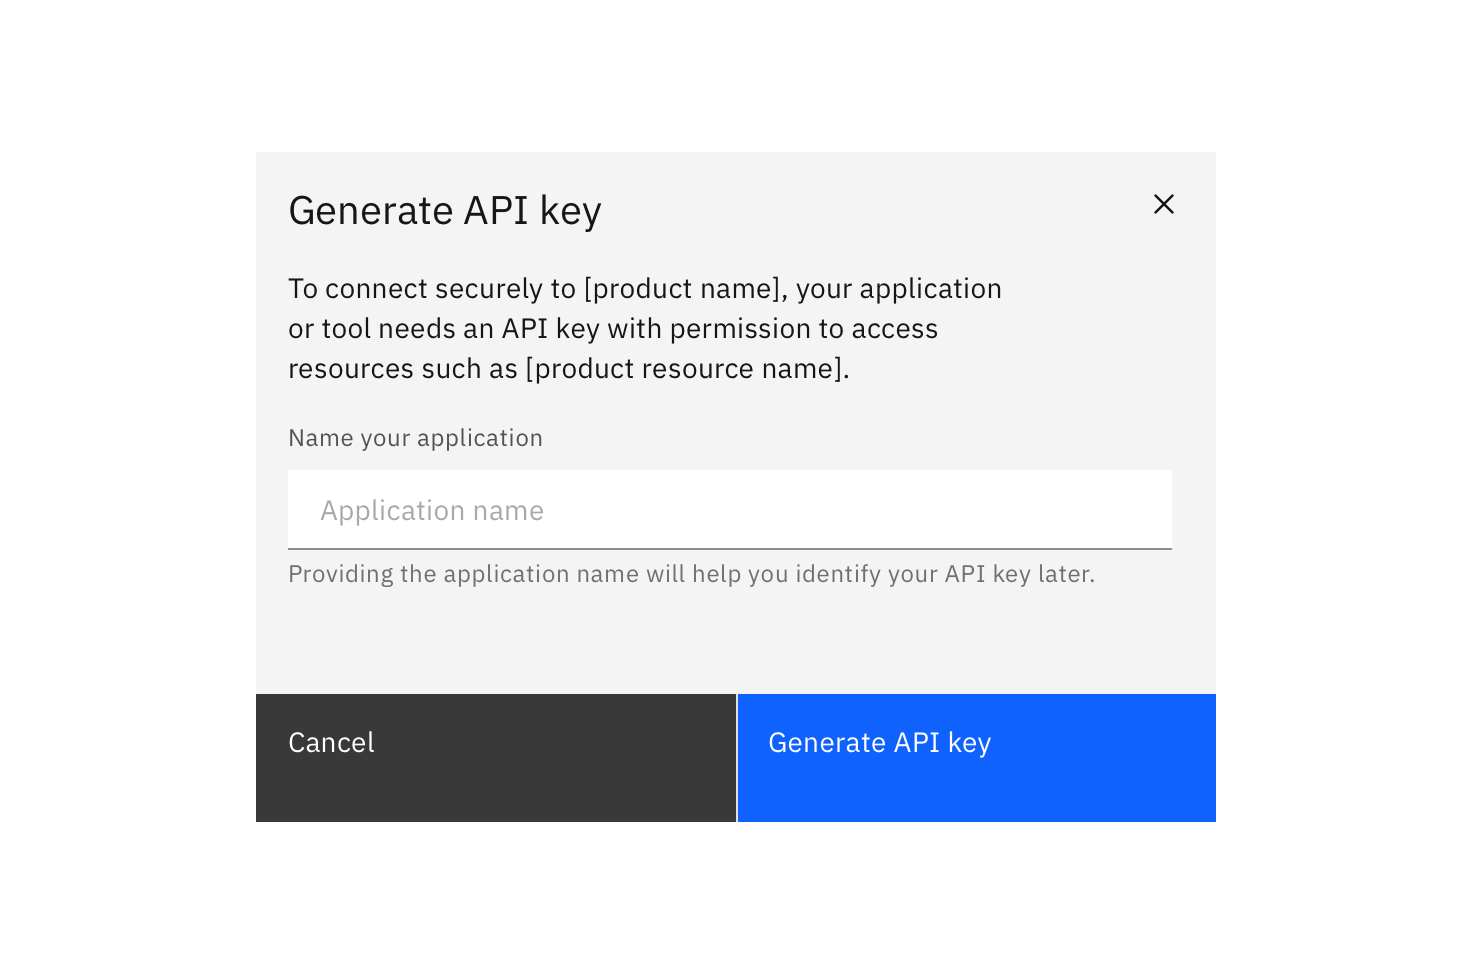 Generate API key
To connect securely to [product name], your application
or tool needs an API key with permission to access
resources such as [product resource name].
Name your application
Application name
Providing the application name will help you identify your API key later.
Cancel
Generate API key